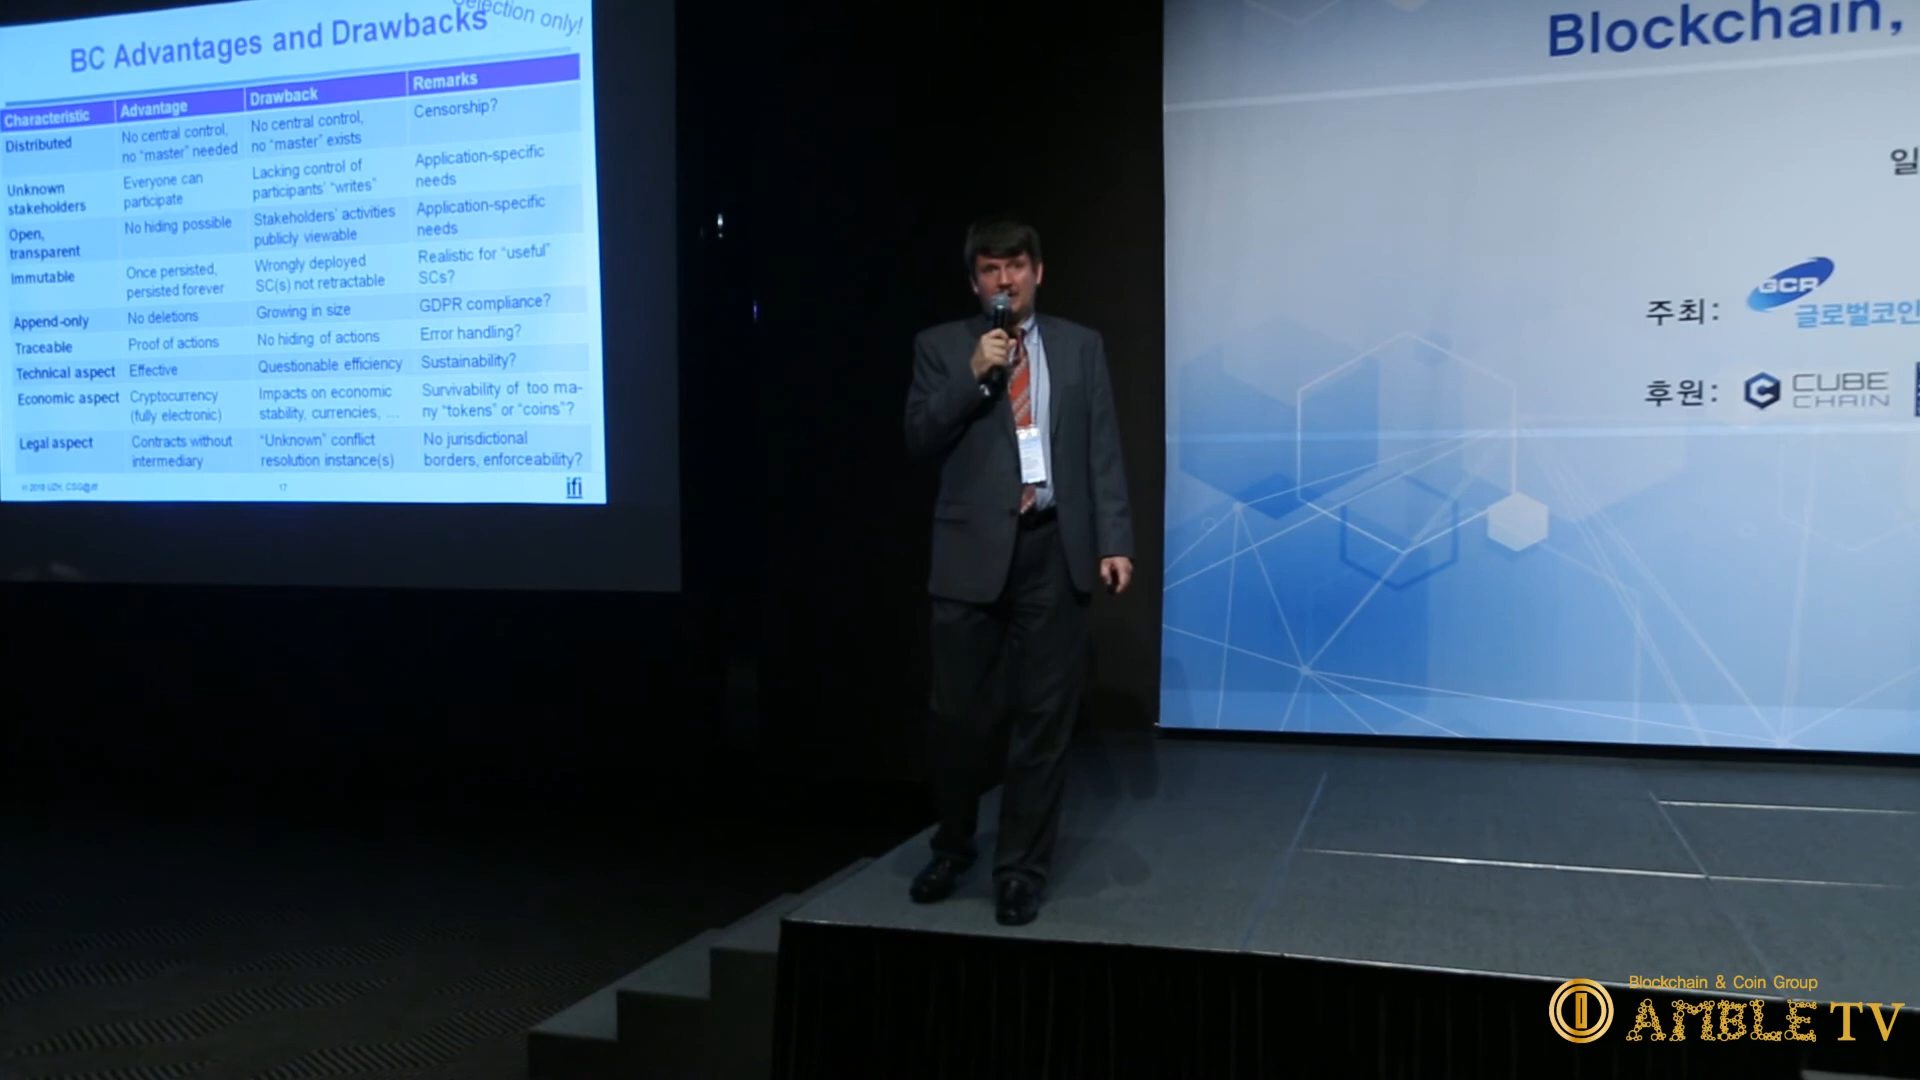 Selection only!
BC Advantages and Drawbacks
Characteristic Advantage Drawback Remarks
Distributed No central control, no "master" needed No central control, no "master" exists Censorship?
Unknown stakeholders Everyone can participate Lacking control of participants' "writes" Application-specific needs
Open, transparent No hiding possible Stakeholders' activities publicly viewable Application-specific needs
Immutable Once persisted, persisted forever Wrongly deployed SC(s) not retractable Realistic for "useful" SCs?
Append-only No deletions Growing in size GDPR compliance?
Traceable Proof of actions No hiding of actions Error handling?
Technical aspect Effective Questionable efficiency Sustainability?
Economic aspect Cryptocurrency (fully electronic) Impacts on economic stability, currencies, ... Survivability of too ma-ny "tokens" or "coins"?
Legal aspect Contracts without intermediary "Unknown" conflict resolution instance(s) No jurisdictional borders, enforceability?
17
ifi
Blockchain,
일
주최: GCR
글로벌코인
후원: CUBE
CHAIN
Blockchain & Coin Group
AMBLE TV